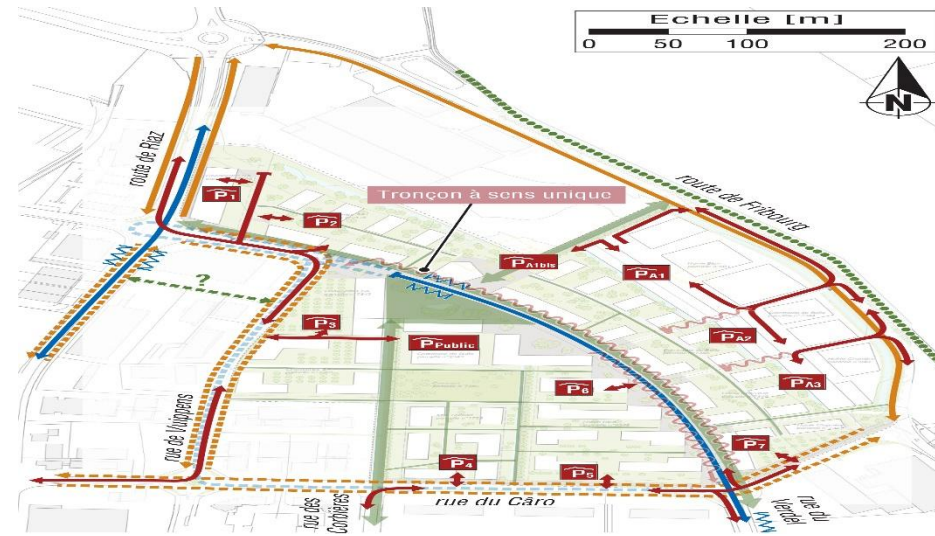 Echelle [m]
0 50 100 200
N
route de Riaz
P1
P2
Tronçon à sens unique
route de Fribourg
PA1bis
PA1
?
P3
PPublic
PA2
P6
PA3
rue de Vuippens
P7
P4
P5
rue des
Corbières
rue du Câro
rue du
Verdel